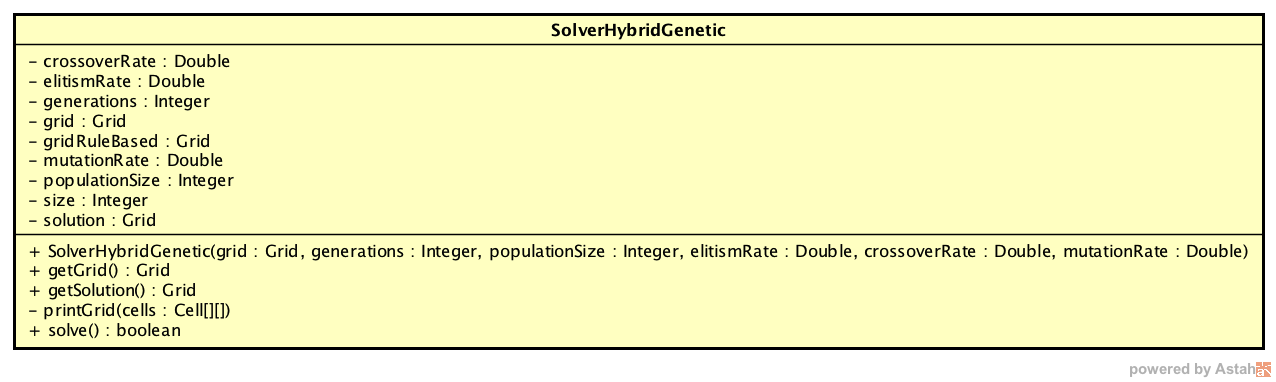 SolverHybridGenetic
- crossoverRate : Double
- elitismRate : Double
- generations : Integer
- grid : Grid
- gridRuleBased : Grid
- mutationRate : Double
- populationSize : Integer
- size : Integer
- solution : Grid
+ SolverHybridGenetic(grid : Grid, generations : Integer, populationSize : Integer, elitismRate : Double, crossoverRate : Double, mutationRate : Double)
+ getGrid() : Grid
+ getSolution() : Grid
- printGrid(cells : Cell[][])
+ solve() : boolean
powered by Astah